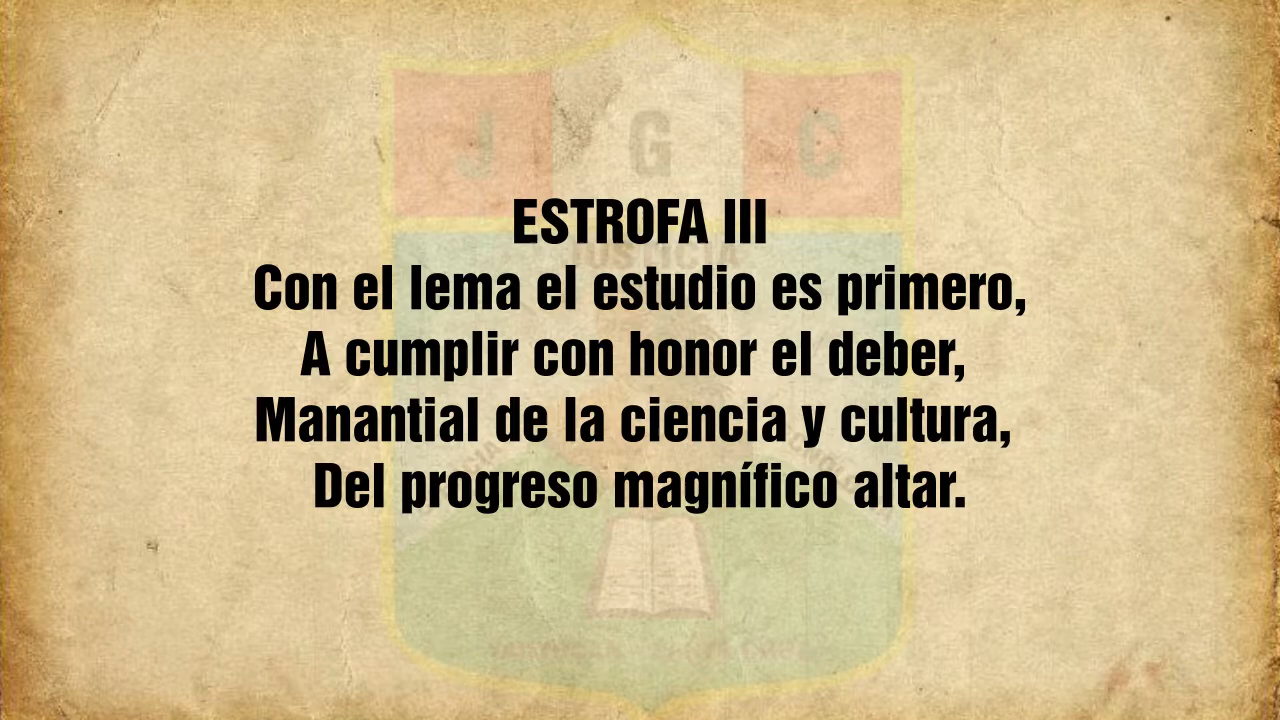 J G C
JUSTICIA
ESTROFA III
Con el lema el estudio es primero,
A cumplir con honor el deber,
Manantial de la ciencia y cultura,
Del progreso magnífico altar.